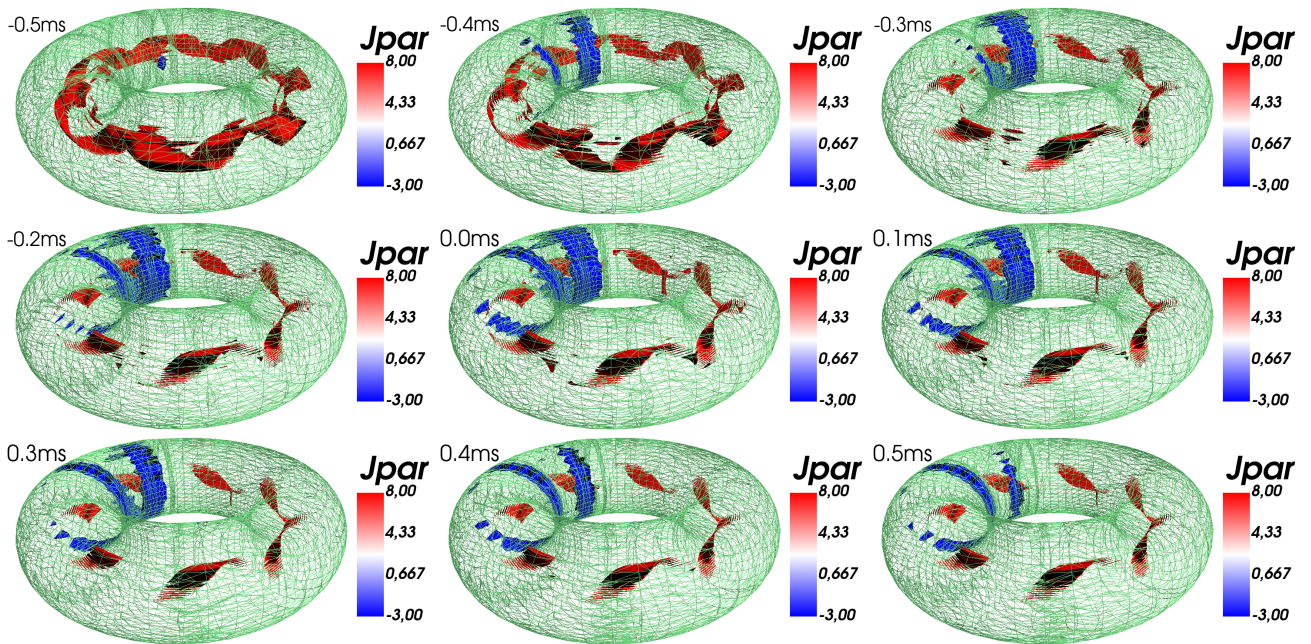 -0.5ms
Jpar
8,00
4,33
0,667
-3,00
-0.4ms
Jpar
8,00
4,33
0,667
-3,00
-0.3ms
Jpar
8,00
4,33
0,667
-3,00
-0.2ms
Jpar
8,00
4,33
0,667
-3,00
0.0ms
Jpar
8,00
4,33
0,667
-3,00
0.1ms
Jpar
8,00
4,33
0,667
-3,00
0.3ms
Jpar
8,00
4,33
0,667
-3,00
0.4ms
Jpar
8,00
4,33
0,667
-3,00
0.5ms
Jpar
8,00
4,33
0,667
-3,00